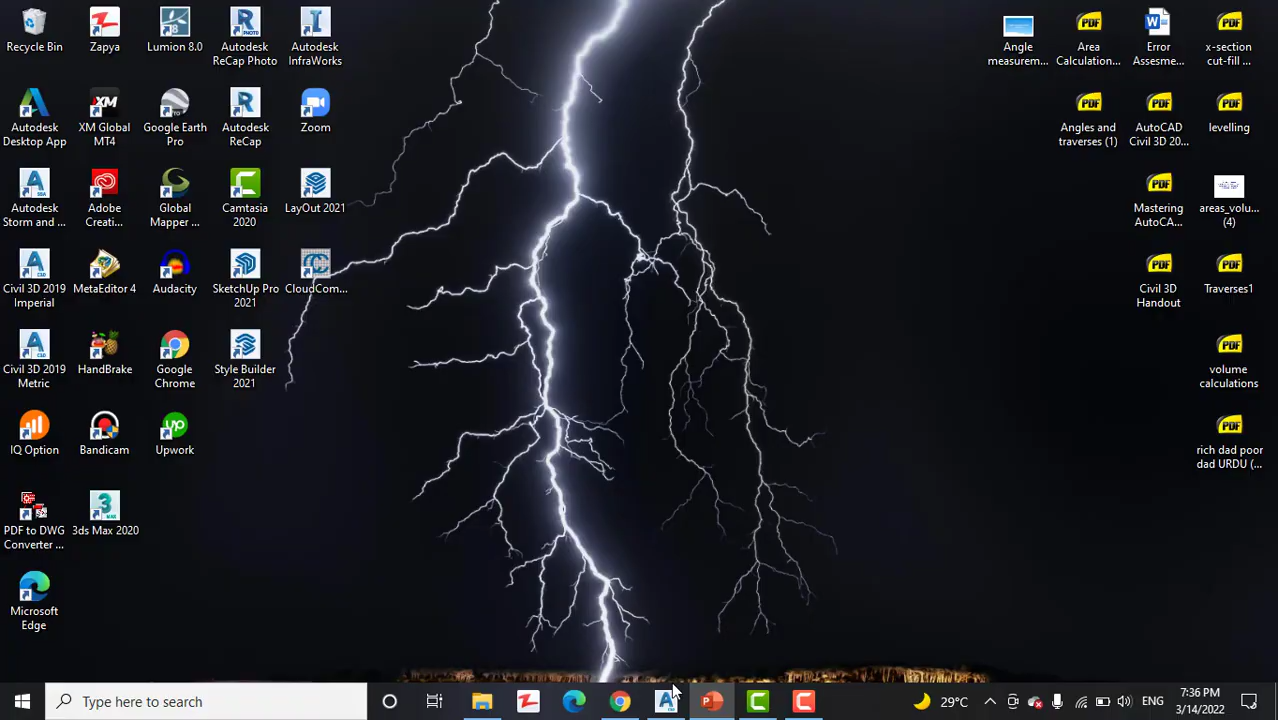 Recycle Bin
Zapya
Lumion 8.0
Autodesk
ReCap Photo
Autodesk
InfraWorks
Angle
measurem...
Area
Calculation...
Error
Assesme...
x-section
cut-fill ...
Autodesk
Desktop App
XM Global
MT4
Google Earth
Pro
Autodesk
ReCap
Zoom
Angles and
traverses (1)
AutoCAD
Civil 3D 20...
levelling
Autodesk
Storm and ...
Adobe
Creati...
Global
Mapper ...
Camtasia
2020
LayOut 2021
Mastering
AutoCA...
areas_volu...
(4)
Civil 3D 2019
Imperial
MetaEditor 4
Audacity
SketchUp Pro
2021
CloudCom...
Civil 3D
Handout
Traverses1
Civil 3D 2019
Metric
HandBrake
Google
Chrome
Style Builder
2021
volume
calculations
IQ Option
Bandicam
Upwork
rich dad poor
dad URDU (...
PDF to DWG
Converter ...
3ds Max 2020
Microsoft
Edge
Type here to search
29°C
ENG
7:36 PM
3/14/2022